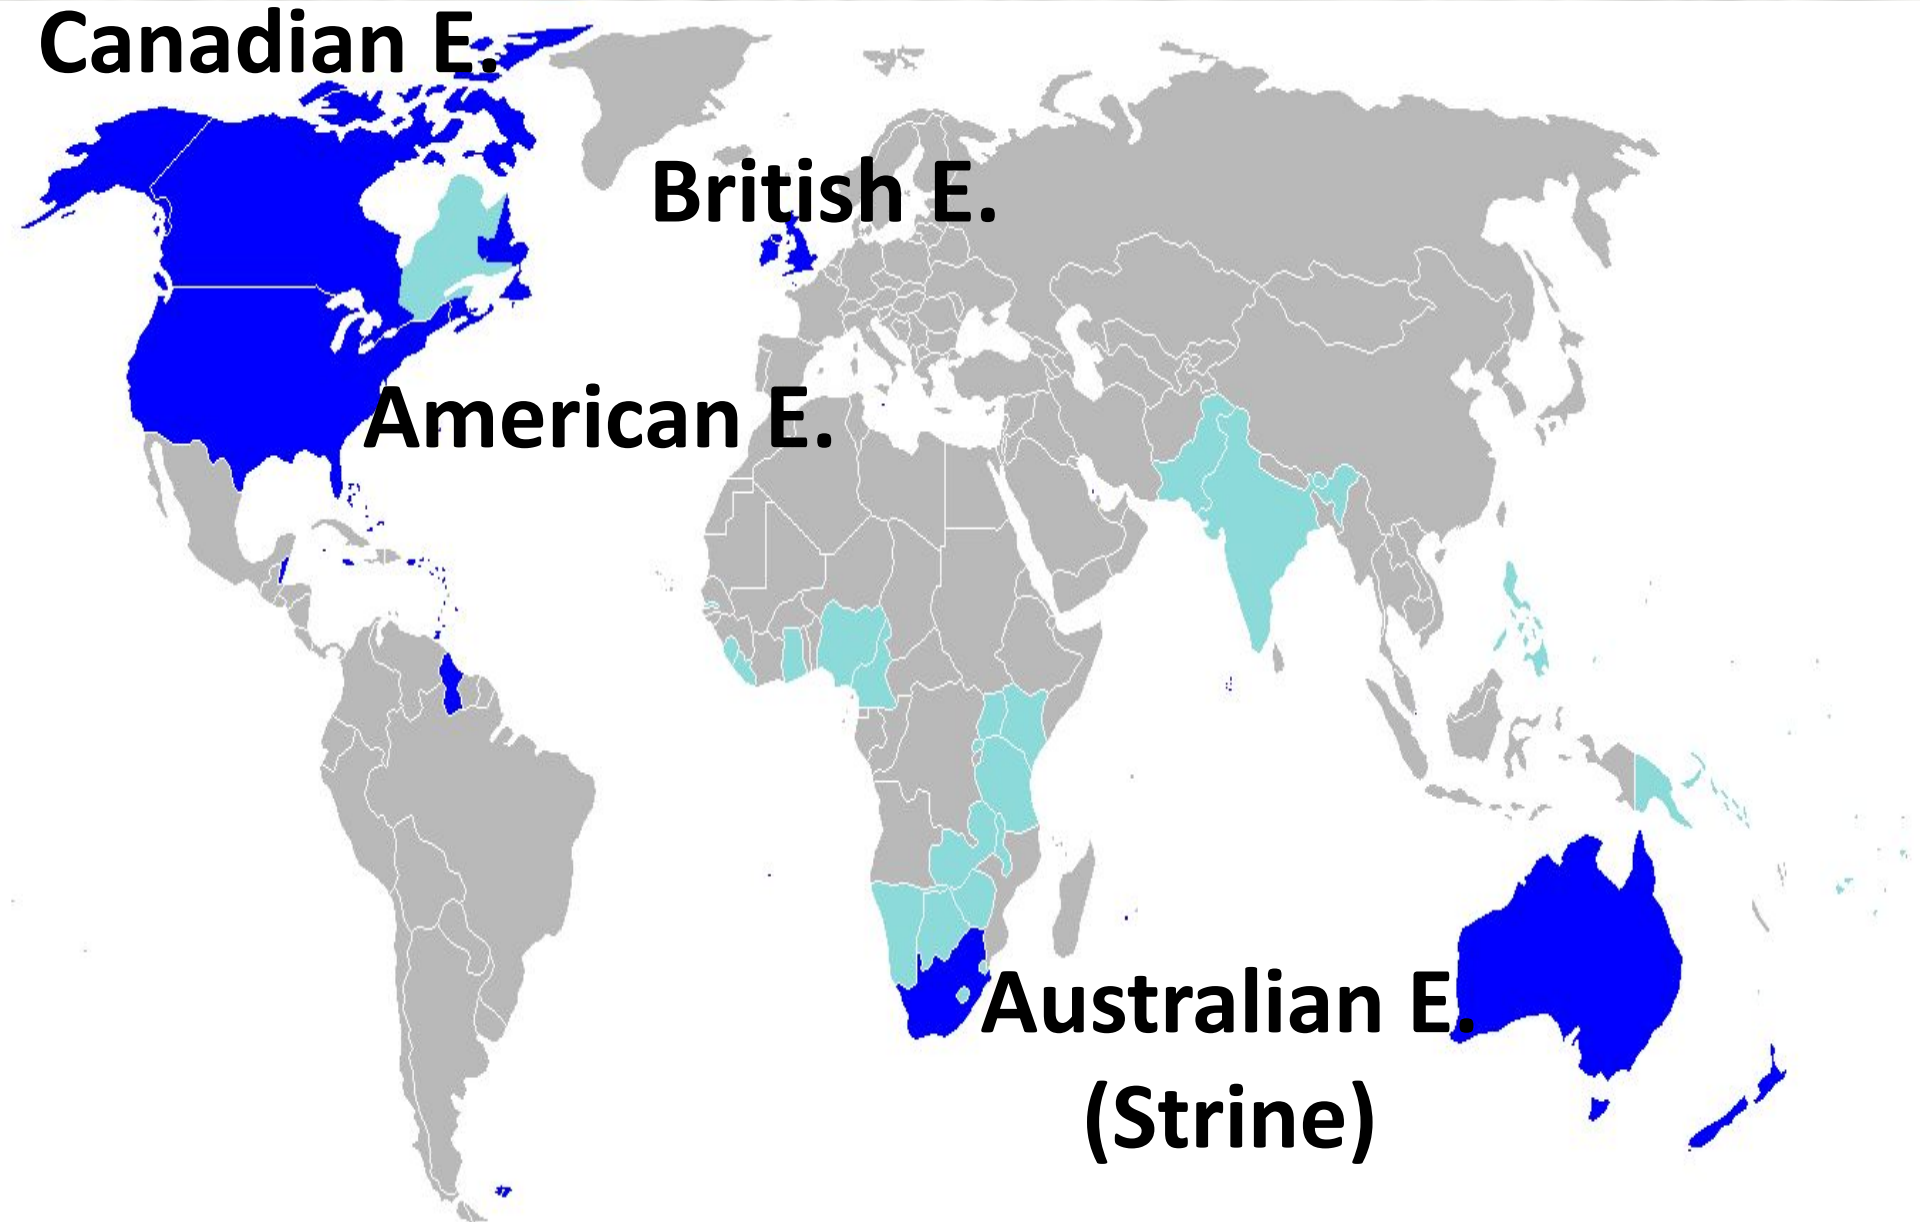 Canadian E.
British E.
American E.
Australian E.
(Strine)